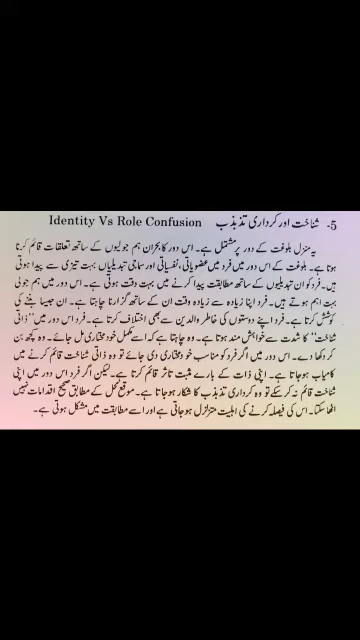 5- شناخت اور کرداری تذبذب Identity Vs Role Confusion
یہ منزل بلوغت کے دور پر مشتمل ہے۔ اس دور کا بحران ہم جولیوں کے ساتھ تعلقات قائم کرنا
ہوتا ہے۔ بلوغت کے اس دور میں فرد میں عضویاتی، نفسیاتی اور سماجی تبدیلیاں بہت تیزی سے پیدا ہوتی
ہیں۔ فرد کو ان تبدیلیوں کے ساتھ مطابقت پیدا کرنے میں بہت دقت ہوتی ہے۔ اس دور میں ہم جولی
بہت اہم ہوتے ہیں۔ فرد اپنا زیادہ سے زیادہ وقت ان کے ساتھ گزارنا چاہتا ہے۔ ان جیسا بننے کی
کوشش کرتا ہے۔ فرد اپنے دوستوں کی خاطر والدین سے بھی اختلاف کرتا ہے۔ فرد اس دور میں "ذاتی
شناخت" کا شدت سے خواہش مند ہوتا ہے۔ وہ چاہتا ہے کہ اسے مکمل خود مختاری مل جائے۔ وہ کچھ بن
کر دکھا دے۔ اس دور میں اگر فرد کو مناسب خود مختاری دی جائے تو وہ ذاتی شناخت قائم کرنے میں
کامیاب ہو جاتا ہے۔ اپنی ذات کے بارے مثبت تاثر قائم کرتا ہے۔ لیکن اگر فرد اس دور میں اپنی
شناخت قائم نہ کر سکے تو وہ کرداری تذبذب کا شکار ہو جاتا ہے۔ موقع محل کے مطابق صحیح اقدامات نہیں
اٹھا سکتا۔ اس کی فیصلہ کرنے کی اہلیت متزلزل ہو جاتی ہے اور اسے مطابقت میں مشکل ہوتی ہے۔